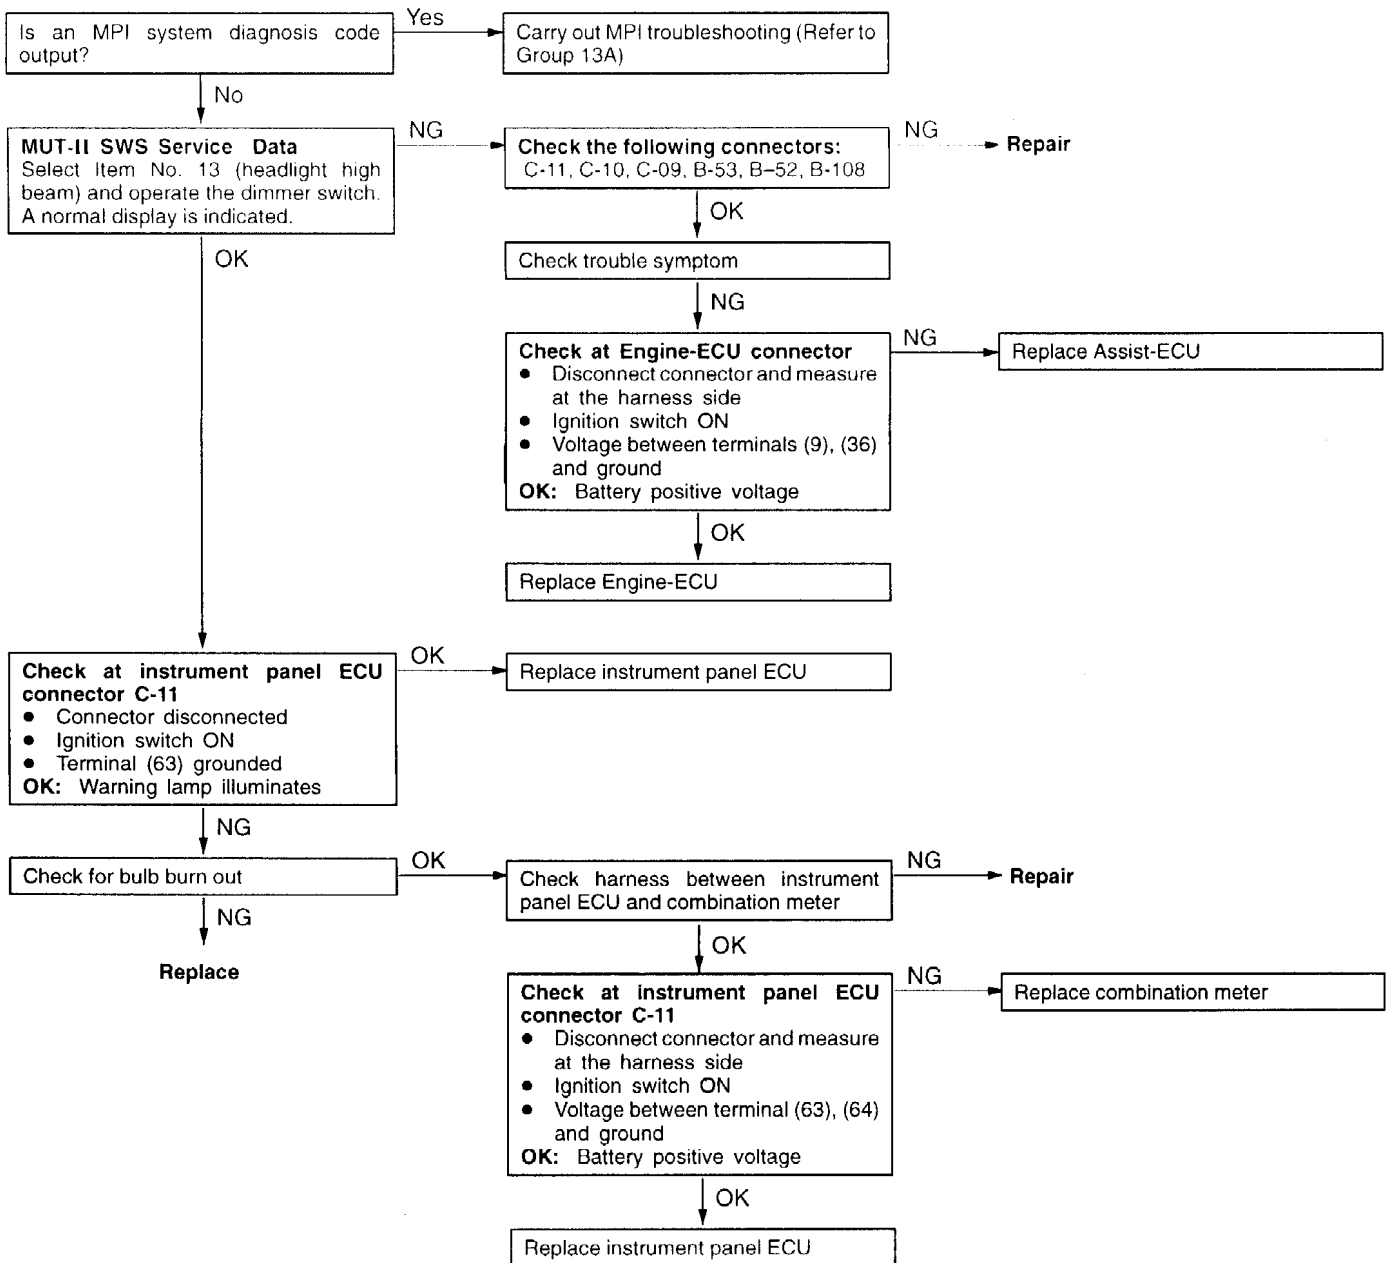 Is an MPI system diagnosis code
output?
Yes
Carry out MPI troubleshooting (Refer to
Group 13A)
No
MUT-II SWS Service Data
Select Item No. 13 (headlight high
beam) and operate the dimmer switch.
A normal display is indicated.
NG
Check the following connectors:
C-11, C-10, C-09, B-53, B–52, B-108
NG
Repair
OK
OK
Check trouble symptom
NG
Check at Engine-ECU connector
● Disconnect connector and measure
at the harness side
● Ignition switch ON
● Voltage between terminals (9), (36)
and ground
OK: Battery positive voltage
NG
Replace Assist-ECU
OK
Replace Engine-ECU
Check at instrument panel ECU
connector C-11
● Connector disconnected
● Ignition switch ON
● Terminal (63) grounded
OK: Warning lamp illuminates
OK
Replace instrument panel ECU
NG
Check for bulb burn out
OK
Check harness between instrument
panel ECU and combination meter
NG
Repair
NG
Replace
OK
Check at instrument panel ECU
connector C-11
● Disconnect connector and measure
at the harness side
● Ignition switch ON
● Voltage between terminal (63), (64)
and ground
OK: Battery positive voltage
NG
Replace combination meter
OK
Replace instrument panel ECU